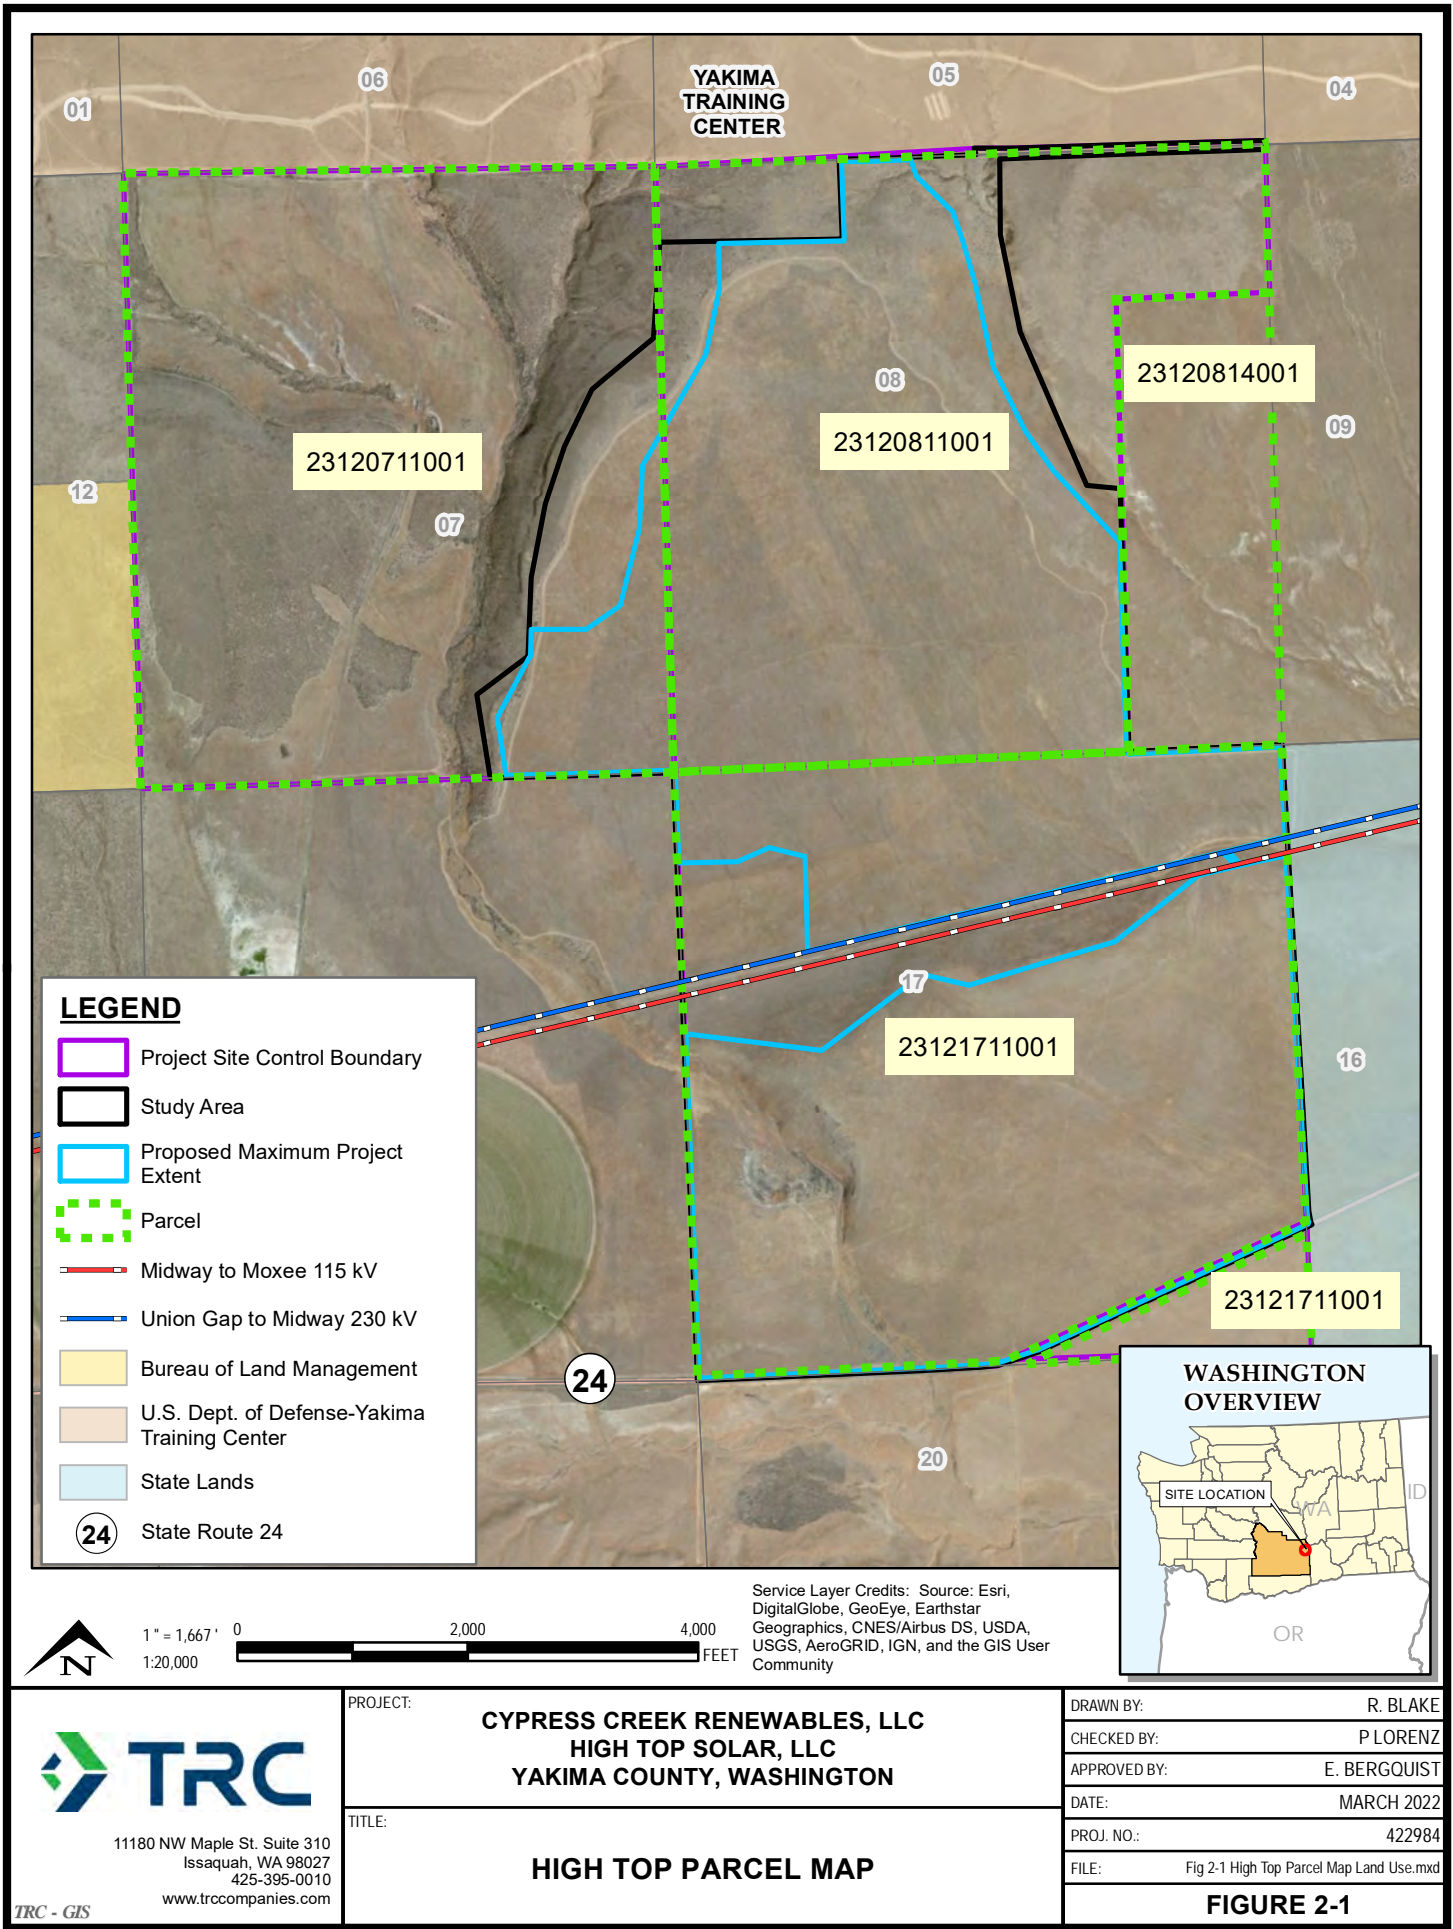 01
06
YAKIMA
TRAINING
CENTER
05
04
23120814001
08
09
23120811001
23120711001
12
07
17
23121711001
16
23121711001
24
20
LEGEND
Project Site Control Boundary
Study Area
Proposed Maximum Project
Extent
Parcel
Midway to Moxee 115 kV
Union Gap to Midway 230 kV
Bureau of Land Management
U.S. Dept. of Defense-Yakima
Training Center
State Lands
24 State Route 24
WASHINGTON
OVERVIEW
SITE LOCATION
WA
ID
OR
N
1 " = 1,667 '
1:20,000
0 2,000 4,000
FEET
Service Layer Credits: Source: Esri,
DigitalGlobe, GeoEye, Earthstar
Geographics, CNES/Airbus DS, USDA,
USGS, AeroGRID, IGN, and the GIS User
Community
TRC
11180 NW Maple St. Suite 310
Issaquah, WA 98027
425-395-0010
www.trccompanies.com
TRC - GIS
PROJECT:
CYPRESS CREEK RENEWABLES, LLC
HIGH TOP SOLAR, LLC
YAKIMA COUNTY, WASHINGTON
TITLE:
HIGH TOP PARCEL MAP
DRAWN BY: R. BLAKE
CHECKED BY: P LORENZ
APPROVED BY: E. BERGQUIST
DATE: MARCH 2022
PROJ. NO.: 422984
FILE: Fig 2-1 High Top Parcel Map Land Use.mxd
FIGURE 2-1